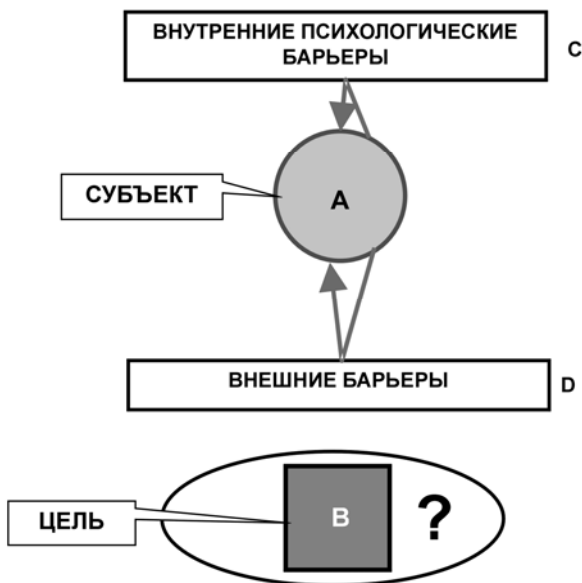 ВНУТРЕННИЕ ПСИХОЛОГИЧЕСКИЕ
БАРЬЕРЫ
C
СУБЪЕКТ
A
ВНЕШНИЕ БАРЬЕРЫ
D
ЦЕЛЬ
B
?